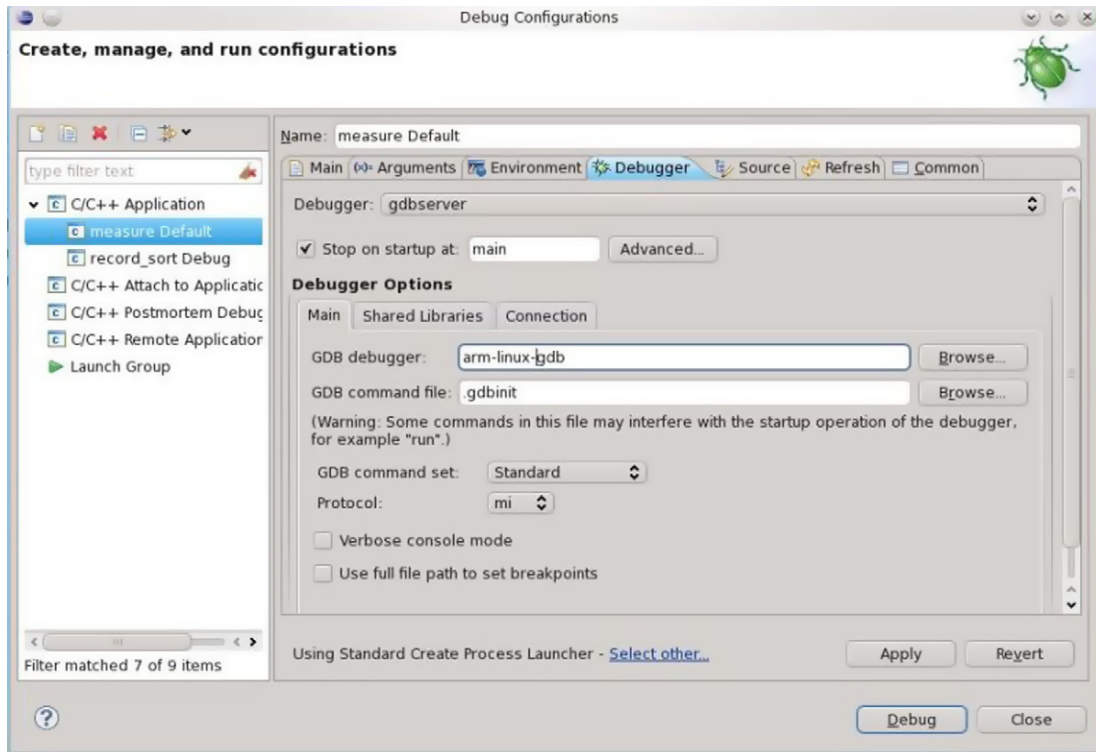 Debug Configurations
Create, manage, and run configurations
type filter text
C/C++ Application
measure Default
record_sort Debug
C/C++ Attach to Applicatic
C/C++ Postmortem Debug
C/C++ Remote Application
Launch Group
Filter matched 7 of 9 items
Name: measure Default
Main (x)= Arguments Environment Debugger Source Refresh Common
Debugger: gdbserver
Stop on startup at: main Advanced...
Debugger Options
Main Shared Libraries Connection
GDB debugger: arm-linux-gdb Browse...
GDB command file: .gdbinit Browse...
(Warning: Some commands in this file may interfere with the startup operation of the debugger,
for example "run".)
GDB command set: Standard
Protocol: mi
Verbose console mode
Use full file path to set breakpoints
Using Standard Create Process Launcher - Select other...
Apply Revert
? Debug Close